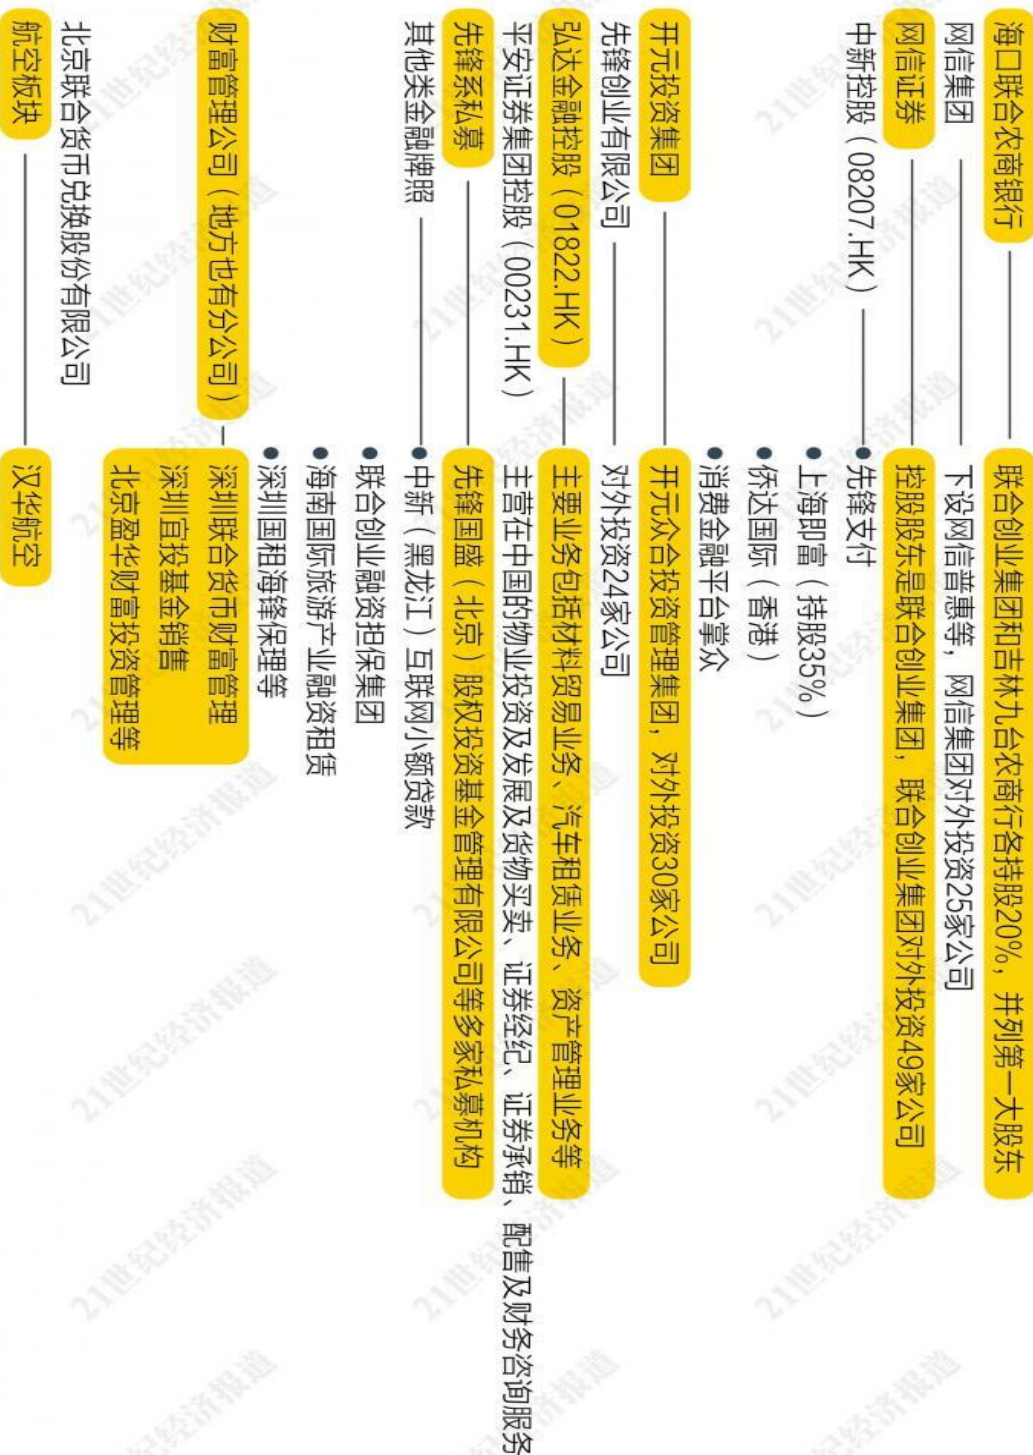 海口联合农商银行
联合创业集团和吉林九台农商行各持股20%，并列第一大股东
网信集团
下设网信普惠等，网信集团对外投资25家公司
网信证券
控股股东是联合创业集团，联合创业集团对外投资49家公司
中新控股（08207.HK）
●先锋支付
●上海即富（持股35%）
●侨达国际（香港）
●消费金融平台掌众
开元投资集团
开元众合投资管理集团，对外投资30家公司
先锋创业有限公司
对外投资24家公司
弘达金融控股（01822.HK）
主要业务包括材料贸易业务、汽车租赁业务、资产管理业务等
平安证券集团控股（00231.HK）
主营在中国的物业投资及发展及货物买卖、证券经纪、证券承销、配售及财务咨询服务
先锋系私募
先锋国盛（北京）股权投资基金管理有限公司等多家私募机构
其他类金融牌照
●中新（黑龙江）互联网小额贷款
●联合创业融资担保集团
●海南国际旅游产业融资租赁
●深圳国租海锋保理等
财富管理公司（地方也有分公司）
深圳联合货币财富管理
深圳宜投基金销售
北京盈华财富投资管理等
北京联合货币兑换股份有限公司
航空板块
汉华航空
21世纪经济报道